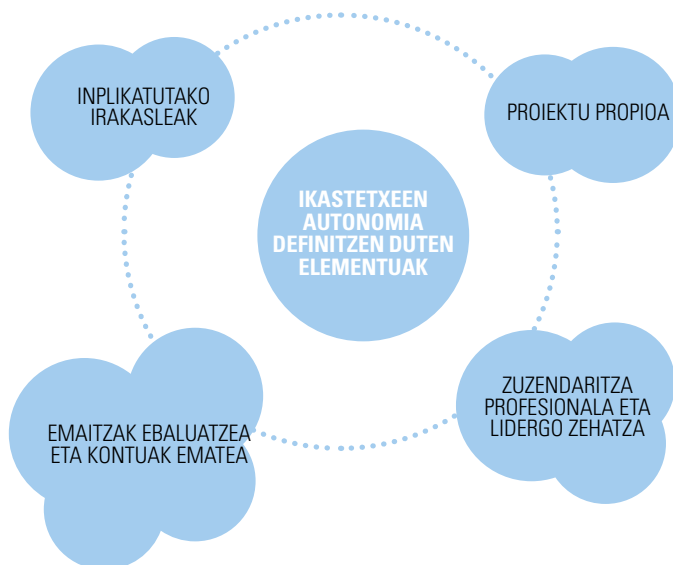 INPLIKATUTAKO
IRAKASLEAK
PROIEKTU PROPIOA
IKASTETXEEN
AUTONOMIA
DEFINITZEN DUTEN
ELEMENTUAK
EMAITZAK EBALUATZEA
ETA KONTUAK EMATEA
ZUZENDARITZA
PROFESIONALA ETA
LIDERGO ZEHATZA